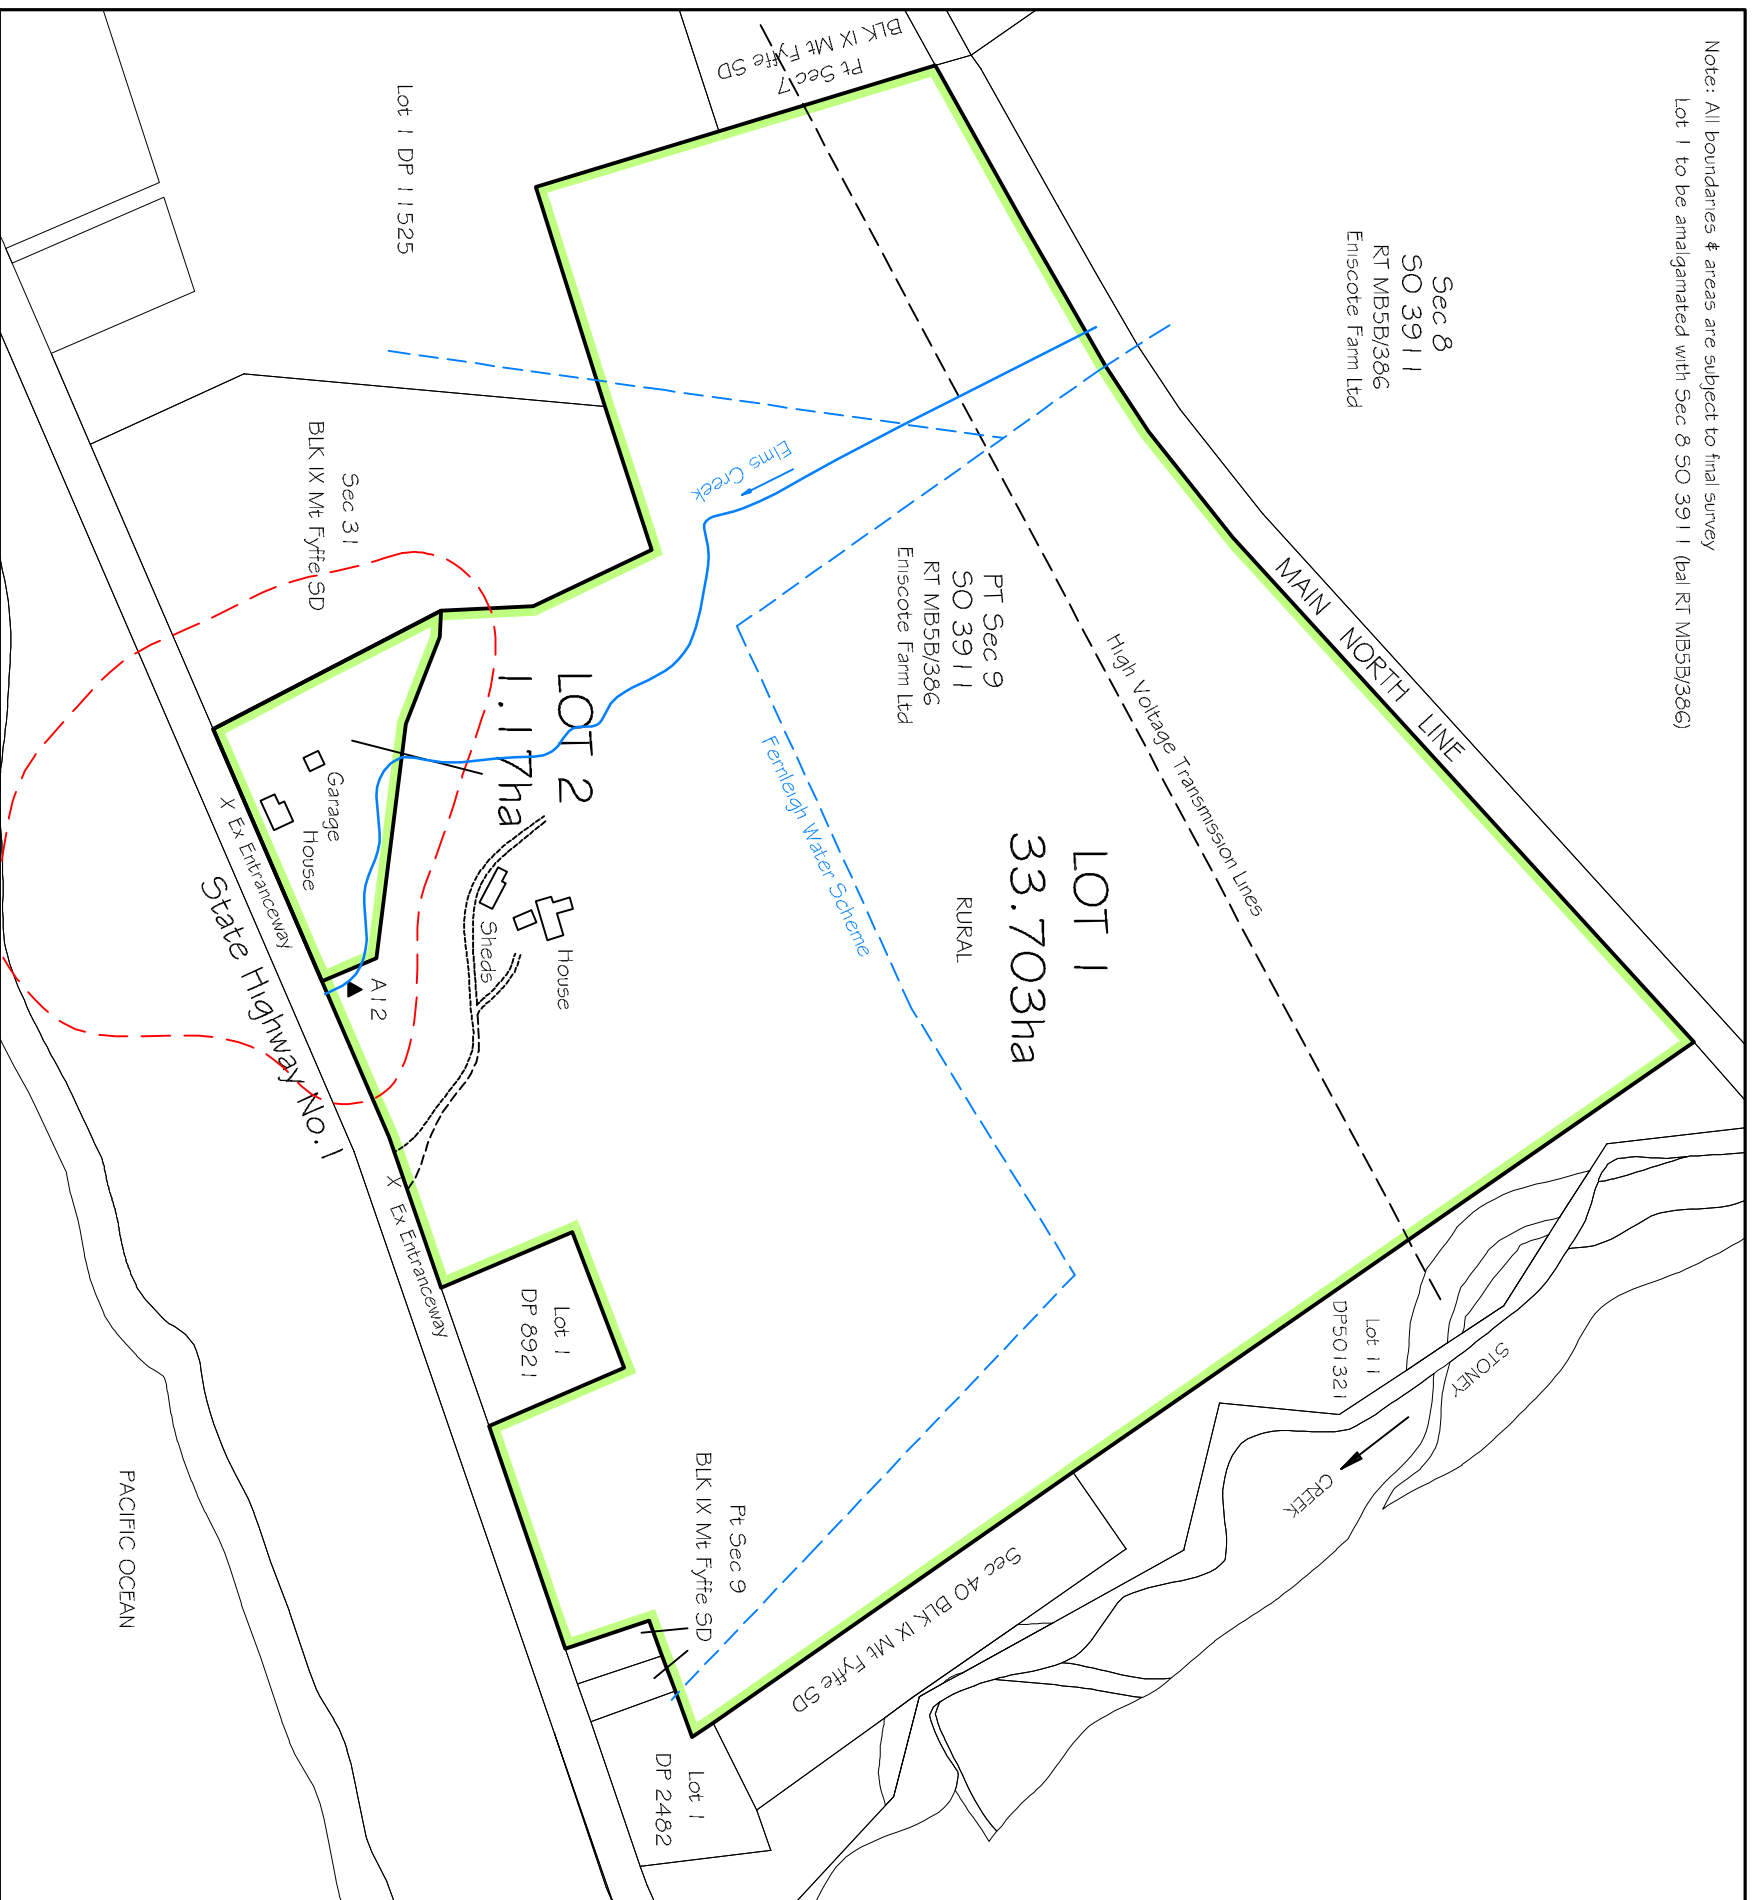 Note: All boundaries & areas are subject to final survey
Lot 1 to be amalgamated with Sec 8 SO 3911 (bal RT MB5B/386)
Sec 8
SO 3911
RT MB5B/386
Eniscote Farm Ltd
MAIN NORTH LINE
High Voltage Transmission Lines
LOT 1
33.703ha
RURAL
PT Sec 9
SO 3911
RT MB5B/386
Eniscote Farm Ltd
Fernleigh Water Scheme
Elms Creek
Pt Sec 7
BLK IX Mt Fyffe SD
Lot 1 DP 11525
Sec 31
BLK IX Mt Fyffe SD
LOT 2
1.17ha
House
Sheds
Garage
House
A12
X Ex Entranceway
State Highway No. 1
X Ex Entranceway
Lot 1
DP 8921
Pt Sec 9
BLK IX Mt Fyffe SD
Lot 1
DP 2482
Sec 40 BLK IX Mt Fyffe SD
Lot 11
DP501321
STONEY
CREEK
PACIFIC OCEAN